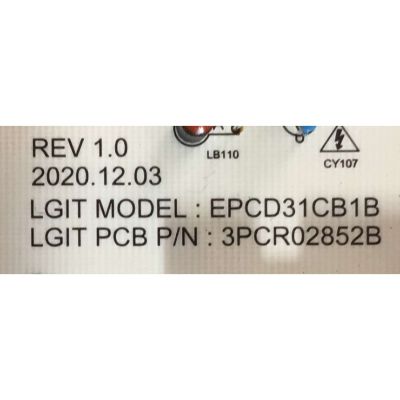 LB110
CY107
REV 1.0
2020.12.03
LGIT MODEL : EPCD31CB1B
LGIT PCB P/N : 3PCR02852B